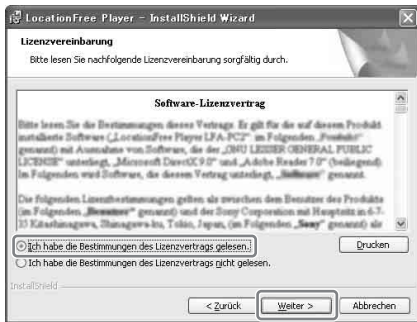 LocationFree Player - InstallShield Wizard
Lizenzvereinbarung
Bitte lesen Sie nachfolgende Lizenzvereinbarung sorgfältig durch.
Software-Lizenzvertrag
Bitte lesen Sie die Bestimmungen dieses Vertrags. Er gilt für die auf diesem Produkt
installierte Software („LocationFree Player LFA-PC2“ im Folgenden „
genannt) mit Ausnahme von Software, die der „GNU LESSER GENERAL PUBLIC
LICENSE“ unterliegt, „Microsoft DirectX 9.0“ und „Adobe Reader 7.0“ (beiliegend)
Im Folgenden wird Software, die diesem Vertrag unterliegt, „Software“ genannt.
Die folgenden Lizenzbestimmungen gelten als zwischen dem Benutzer des Produkts
(im Folgenden „Benutzer“ genannt) und der Sony Corporation mit Hauptsitz in 6-7-
35 Kitashinagawa, Shinagawa-ku, Tokio, Japan, (im Folgenden „Sony“ genannt) als
Ich habe die Bestimmungen des Lizenzvertrags gelesen.
Drucken
Ich habe die Bestimmungen des Lizenzvertrags nicht gelesen.
InstallShield
< Zurück
Weiter >
Abbrechen